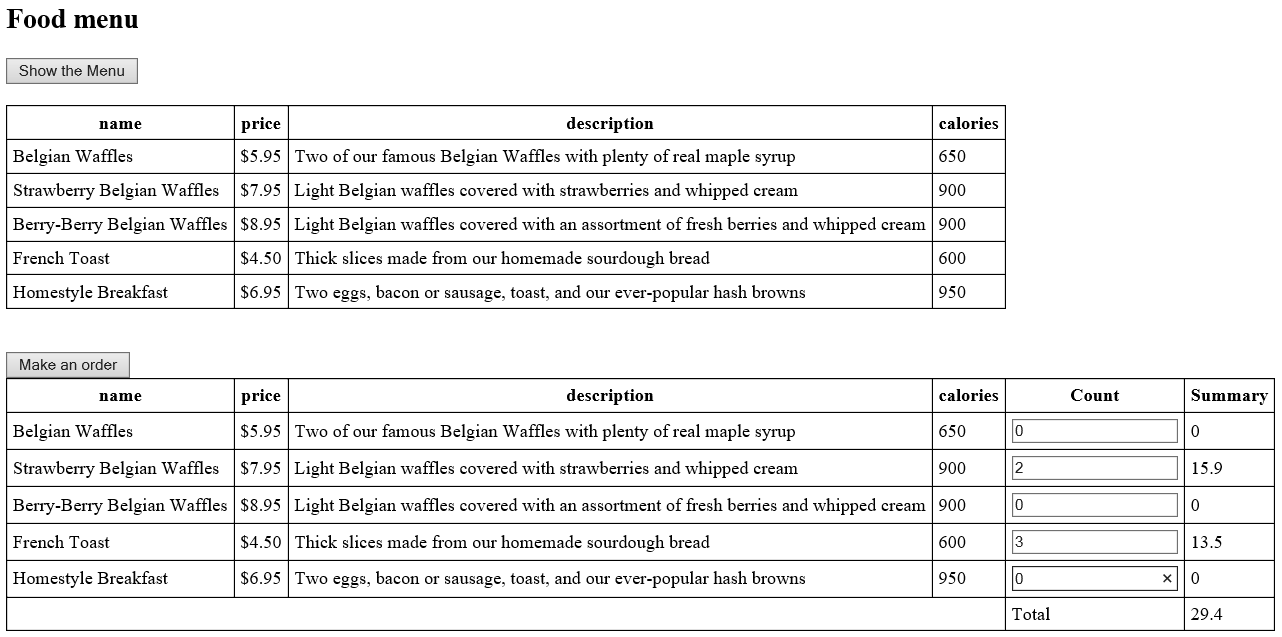 Food menu
Show the Menu
name price description calories
Belgian Waffles $5.95 Two of our famous Belgian Waffles with plenty of real maple syrup 650
Strawberry Belgian Waffles $7.95 Light Belgian waffles covered with strawberries and whipped cream 900
Berry-Berry Belgian Waffles $8.95 Light Belgian waffles covered with an assortment of fresh berries and whipped cream 900
French Toast $4.50 Thick slices made from our homemade sourdough bread 600
Homestyle Breakfast $6.95 Two eggs, bacon or sausage, toast, and our ever-popular hash browns 950
Make an order
name price description calories Count Summary
Belgian Waffles $5.95 Two of our famous Belgian Waffles with plenty of real maple syrup 650 0 0
Strawberry Belgian Waffles $7.95 Light Belgian waffles covered with strawberries and whipped cream 900 2 15.9
Berry-Berry Belgian Waffles $8.95 Light Belgian waffles covered with an assortment of fresh berries and whipped cream 900 0 0
French Toast $4.50 Thick slices made from our homemade sourdough bread 600 3 13.5
Homestyle Breakfast $6.95 Two eggs, bacon or sausage, toast, and our ever-popular hash browns 950 0 × 0
Total 29.4